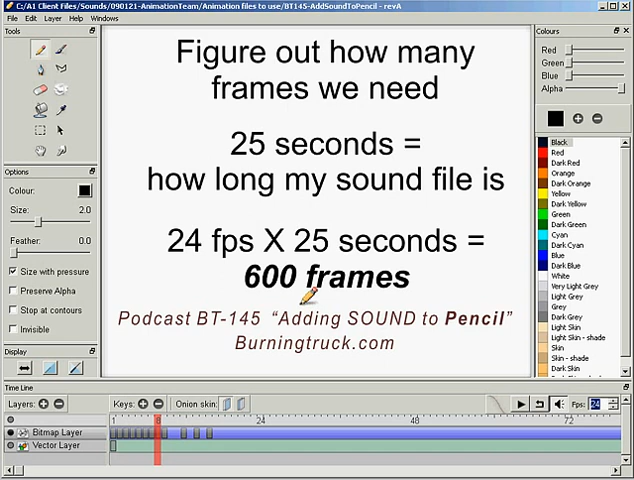 C:/A1 Client Files/Sounds/090121-AnimationTeam/Animation files to use/BT145-AddSoundToPencil - revA
File Edit Layer Tools Windows Help
Tools
Options
Colour:
Size: 2.0
Feather: 0.0
Size with pressure
Preserve Alpha
Stop at contours
Invisible
Display
Figure out how many
frames we need
25 seconds =
how long my sound file is
24 fps X 25 seconds =
600 frames
Podcast BT-145 “Adding SOUND to Pencil”
Burningtruck.com
Colours
Red
Green
Blue
Alpha
Black
Red
Dark Red
Orange
Dark Orange
Yellow
Dark Yellow
Green
Dark Green
Cyan
Dark Cyan
Blue
Dark Blue
White
Very Light Grey
Light Grey
Grey
Dark Grey
Light Skin
Light Skin - shade
Skin
Skin - shade
Dark Skin
Time Line
Layers: Keys: Onion skin: Fps: 24
1 24 48 72
Bitmap Layer
Vector Layer